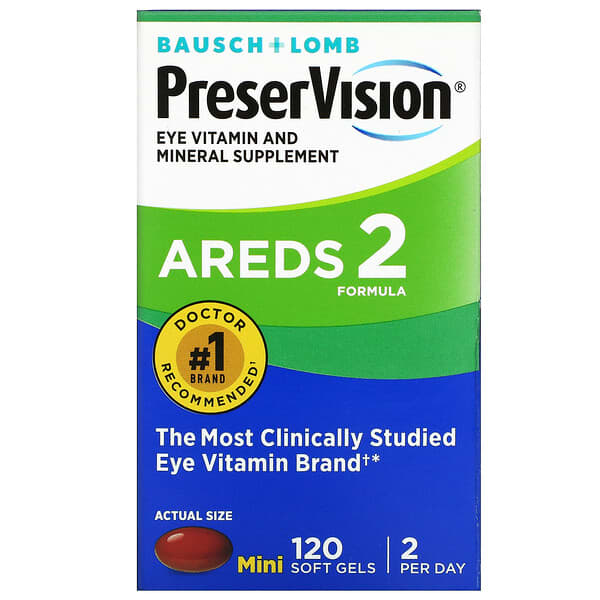 BAUSCH + LOMB
PreserVision®
EYE VITAMIN AND
MINERAL SUPPLEMENT
AREDS 2
FORMULA
DOCTOR
#1
BRAND
RECOMMENDED¹
The Most Clinically Studied
Eye Vitamin Brand†*
ACTUAL SIZE
Mini
120
SOFT GELS
2
PER DAY